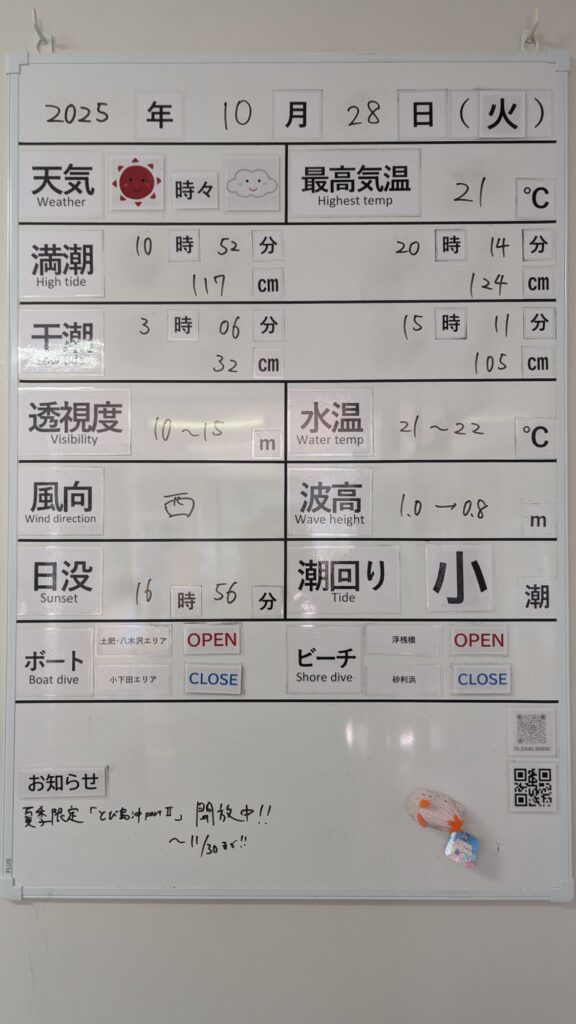 2025 年 10 月 28 日 ( 火 )
天気 時々 最高気温 21 ℃
Weather Highest temp
満潮 10 時 52 分 20 時 14 分
High tide 117 cm 124 cm
干潮 3 時 06 分 15 時 11 分
32 cm 105 cm
透視度 10～15 m 水温 21～22 ℃
Visibility Water temp
風向 西 波高 1.0→0.8 m
Wind direction Wave height
日没 16 時 56 分 潮回り 小 潮
Sunset Tide
ボート 土肥・八木沢エリア OPEN ビーチ 浮桟橋 OPEN
Boat dive 小下田エリア CLOSE Shore dive 砂利浜 CLOSE
TOI DIVING SERVICE
お知らせ
夏季限定「とび島沖 part Ⅱ」開放中!!
～11/30まで!!
PLUS